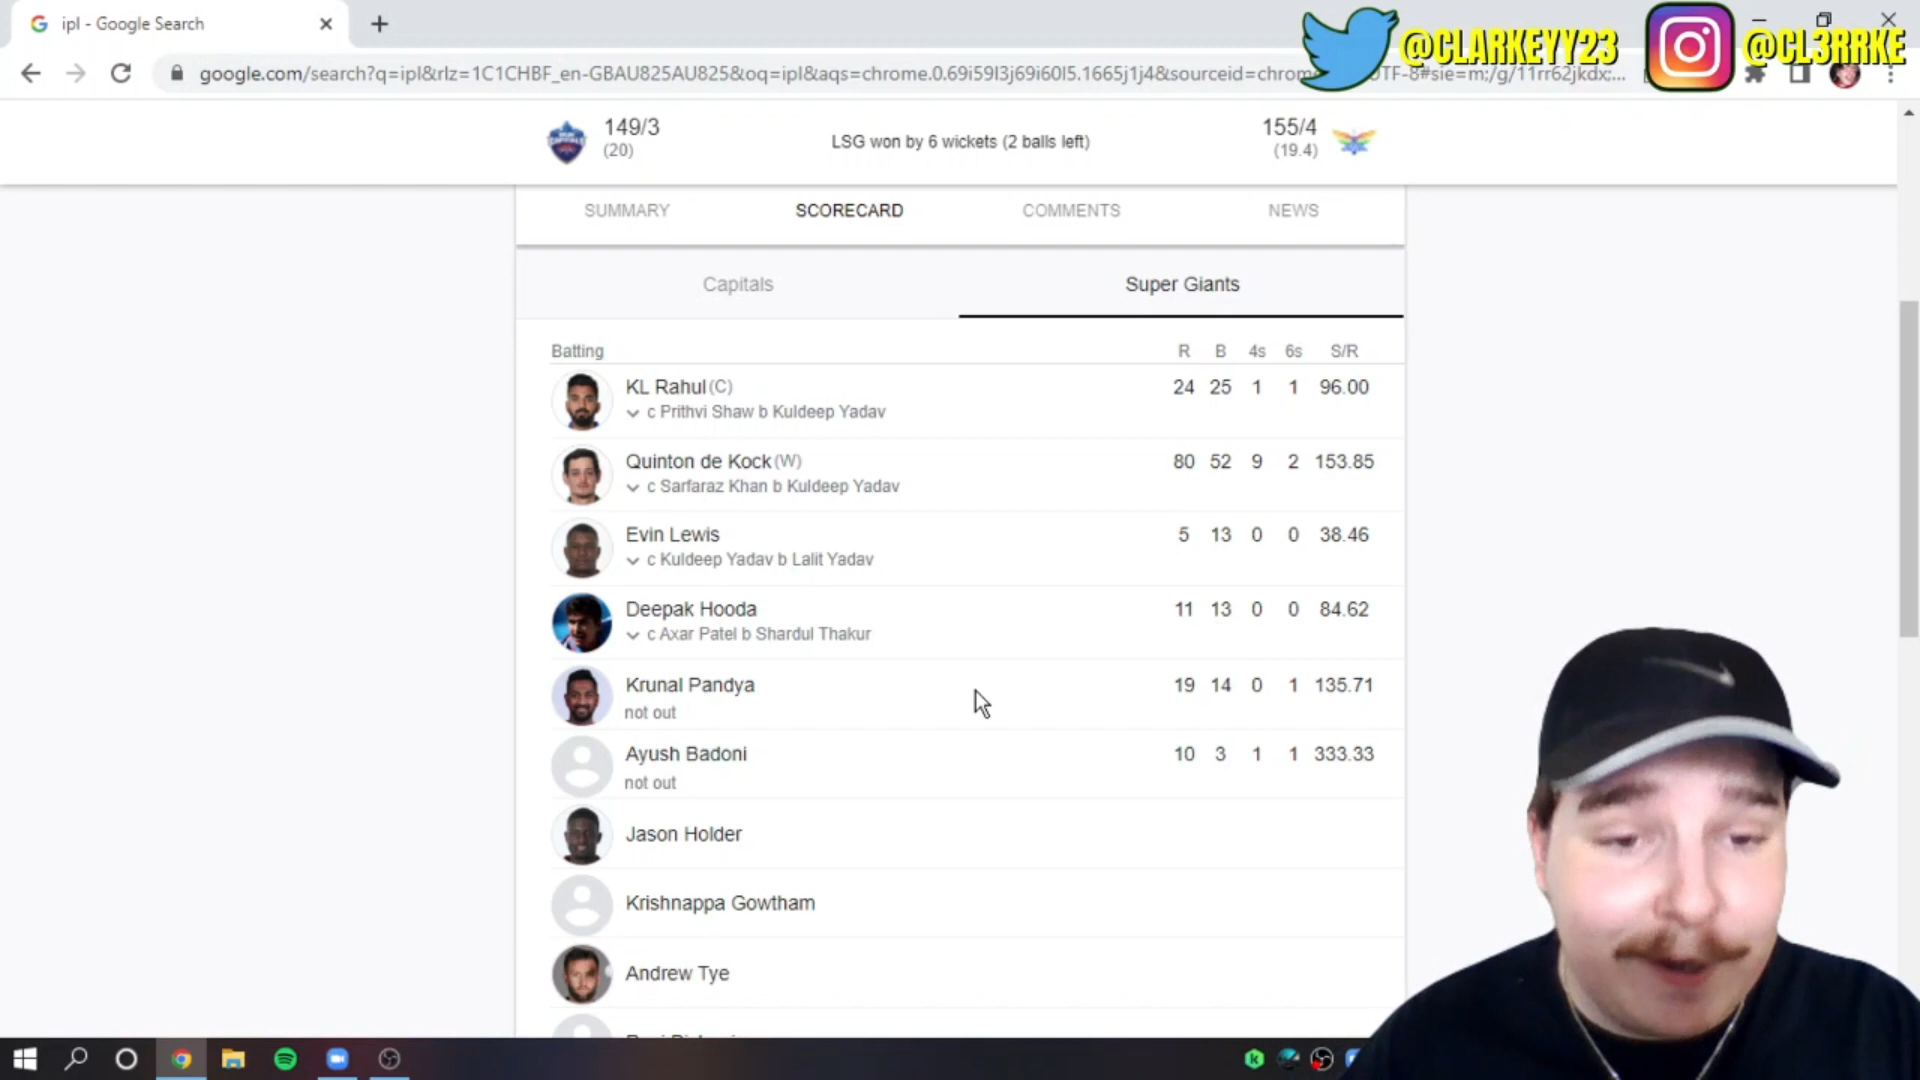 ipl - Google Search
@CLARKEYY23
@CL3RRKE
google.com/search?q=ipl&rlz=1C1CHBF_en-GBAU825AU825&oq=ipl&aqs=chrome.0.69i59l3j69i60l5.1665j1j4&sourceid=chrom
TF-8#sie=m;/g/11rr62jkdx;...
149/3
(20)
LSG won by 6 wickets (2 balls left)
155/4
(19.4)
SUMMARY SCORECARD COMMENTS NEWS
Capitals Super Giants
Batting R B 4s 6s S/R
KL Rahul (C) 24 25 1 1 96.00
c Prithvi Shaw b Kuldeep Yadav
Quinton de Kock (W) 80 52 9 2 153.85
c Sarfaraz Khan b Kuldeep Yadav
Evin Lewis 5 13 0 0 38.46
c Kuldeep Yadav b Lalit Yadav
Deepak Hooda 11 13 0 0 84.62
c Axar Patel b Shardul Thakur
Krunal Pandya 19 14 0 1 135.71
not out
Ayush Badoni 10 3 1 1 333.33
not out
Jason Holder
Krishnappa Gowtham
Andrew Tye